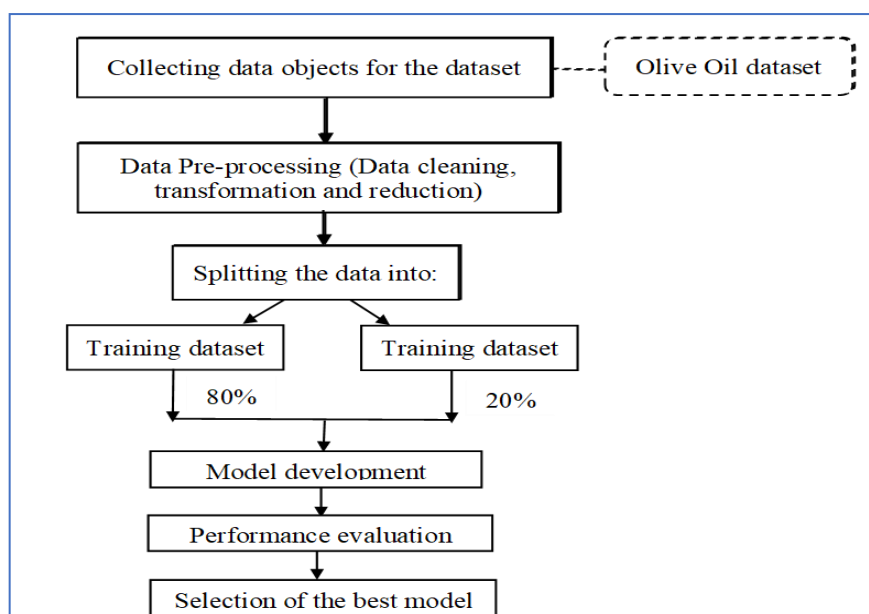 Collecting data objects for the dataset
Olive Oil dataset
Data Pre-processing (Data cleaning,
transformation and reduction)
Splitting the data into:
Training dataset
Training dataset
80%
20%
Model development
Performance evaluation
Selection of the best model